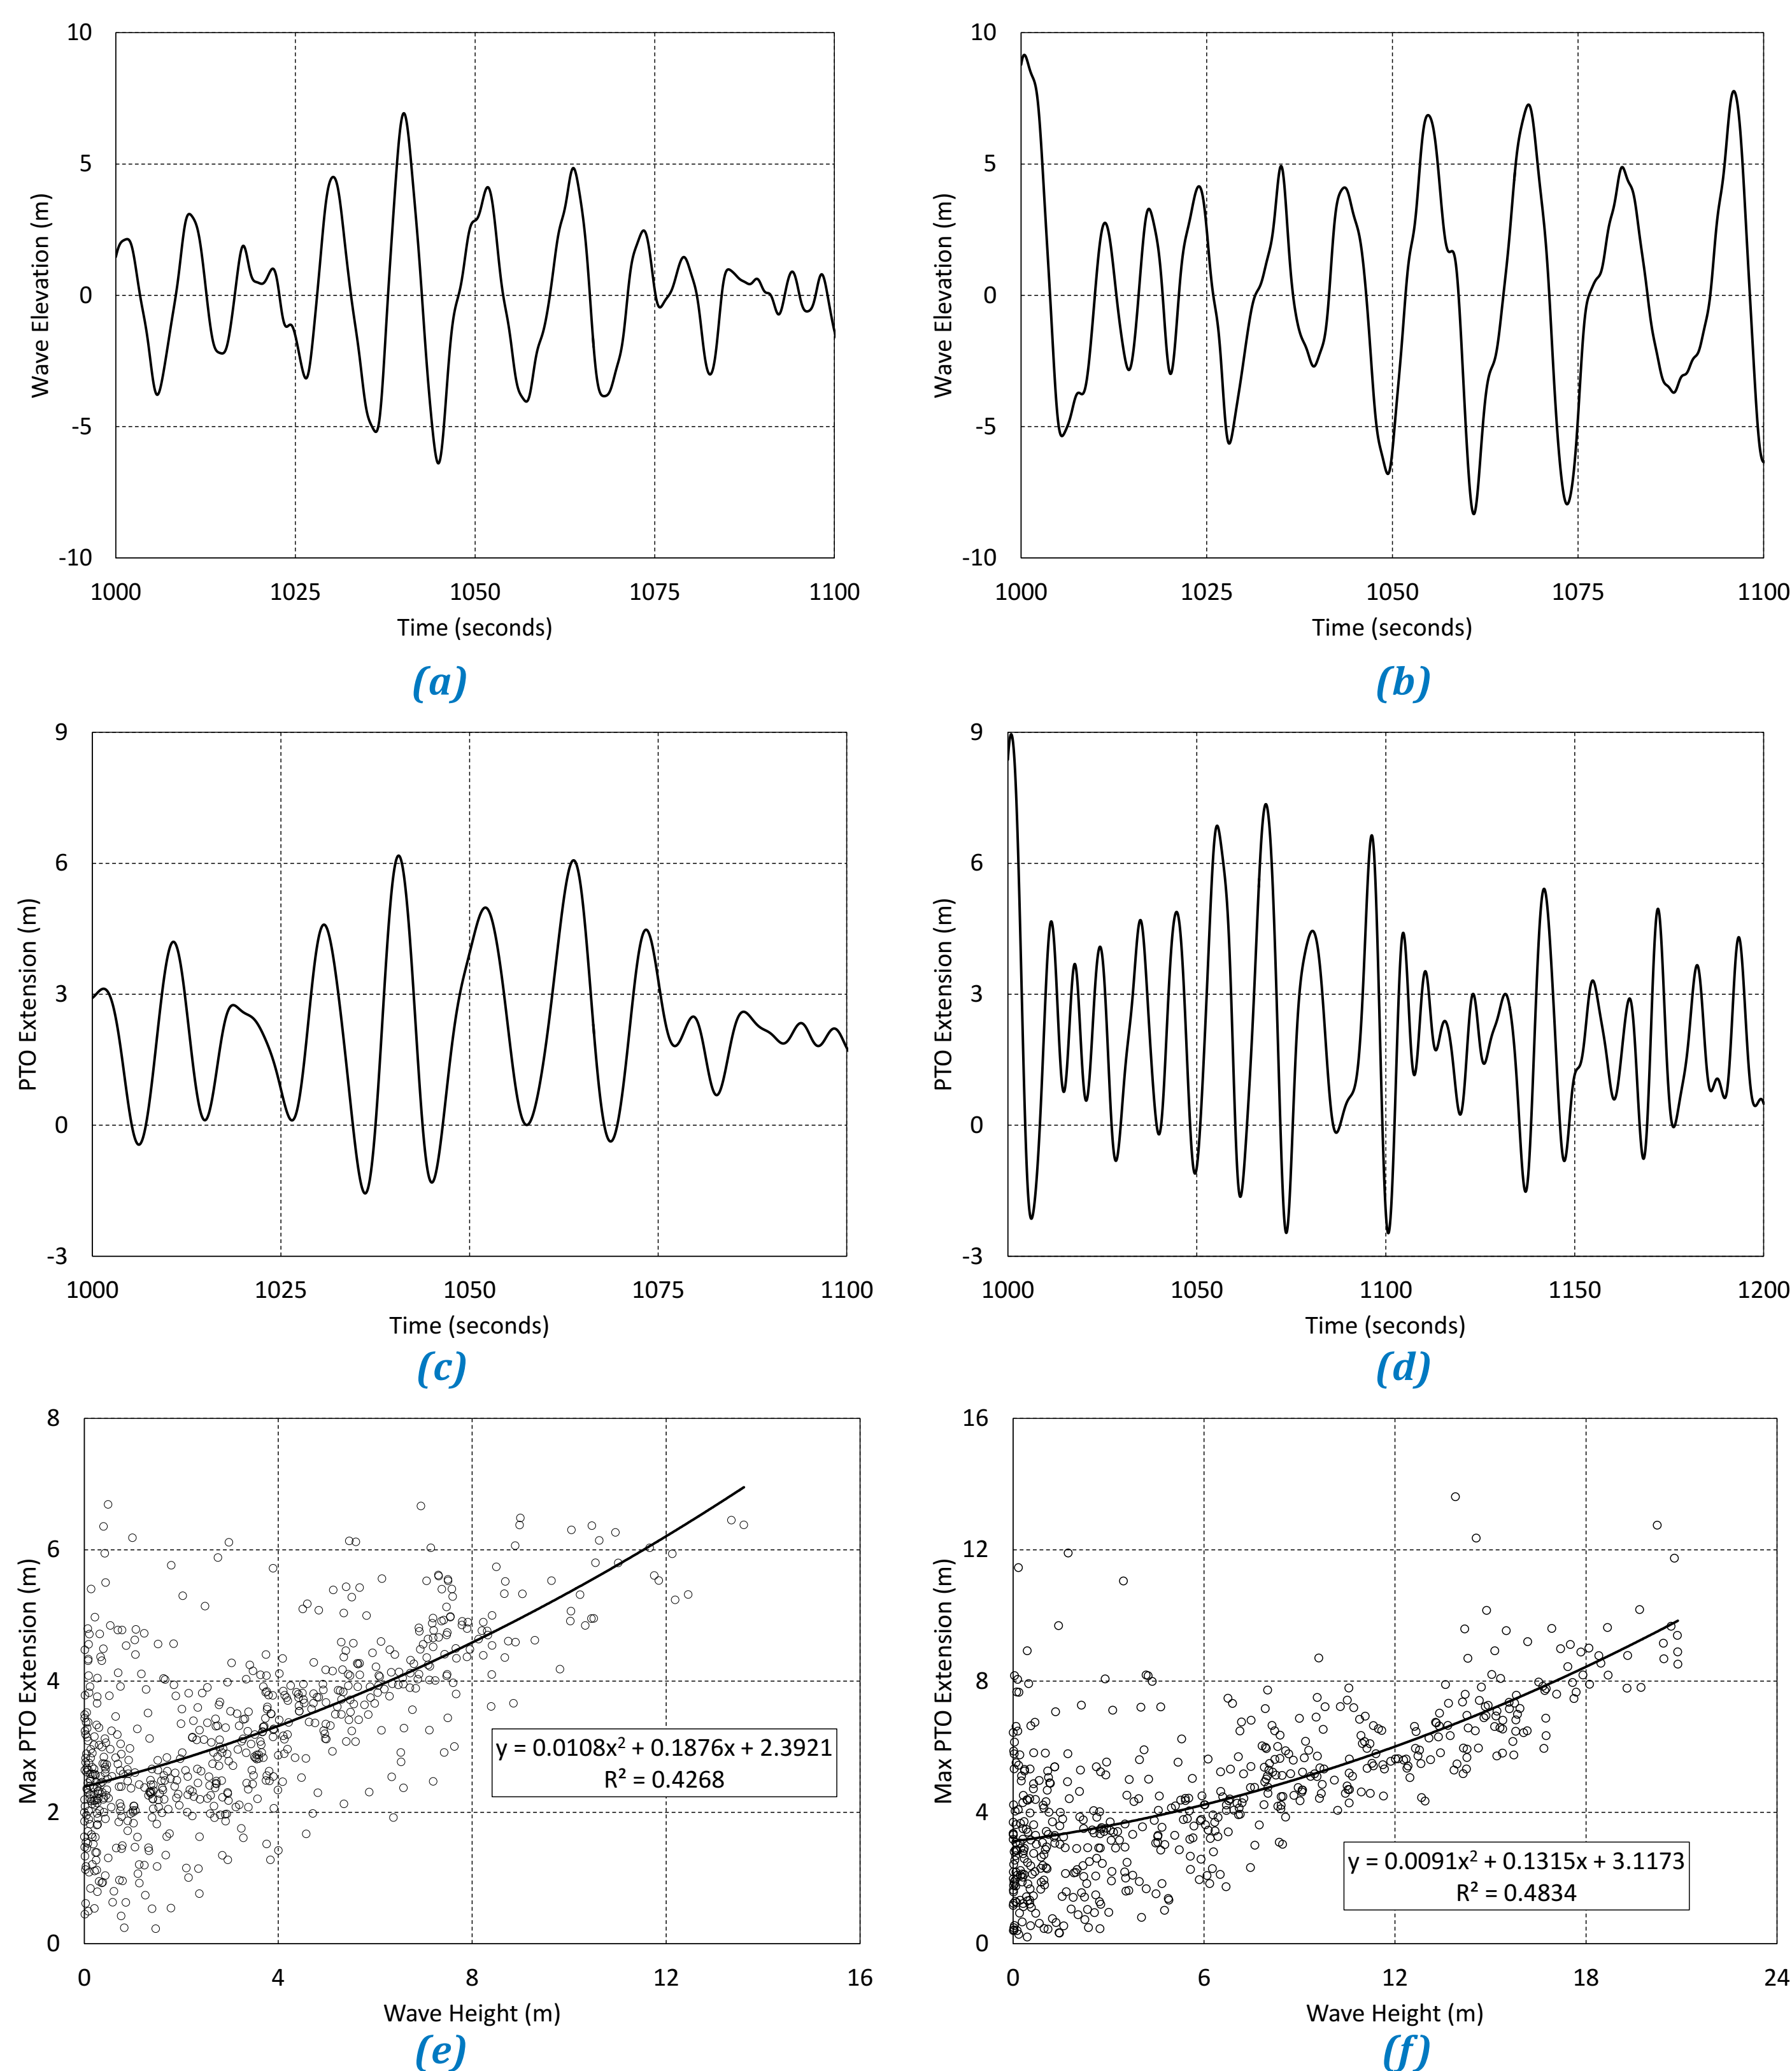 10
5
0
-5
-10
Wave Elevation (m)
1000 1025 1050 1075 1100
Time (seconds)
(a)
10
5
0
-5
-10
Wave Elevation (m)
1000 1025 1050 1075 1100
Time (seconds)
(b)
9
6
3
0
-3
PTO Extension (m)
1000 1025 1050 1075 1100
Time (seconds)
(c)
9
6
3
0
-3
PTO Extension (m)
1000 1050 1100 1150 1200
Time (seconds)
(d)
8
6
4
2
0
Max PTO Extension (m)
y = 0.0108x² + 0.1876x + 2.3921
R² = 0.4268
0 4 8 12 16
Wave Height (m)
(e)
16
12
8
4
0
Max PTO Extension (m)
y = 0.0091x² + 0.1315x + 3.1173
R² = 0.4834
0 6 12 18 24
Wave Height (m)
(f)